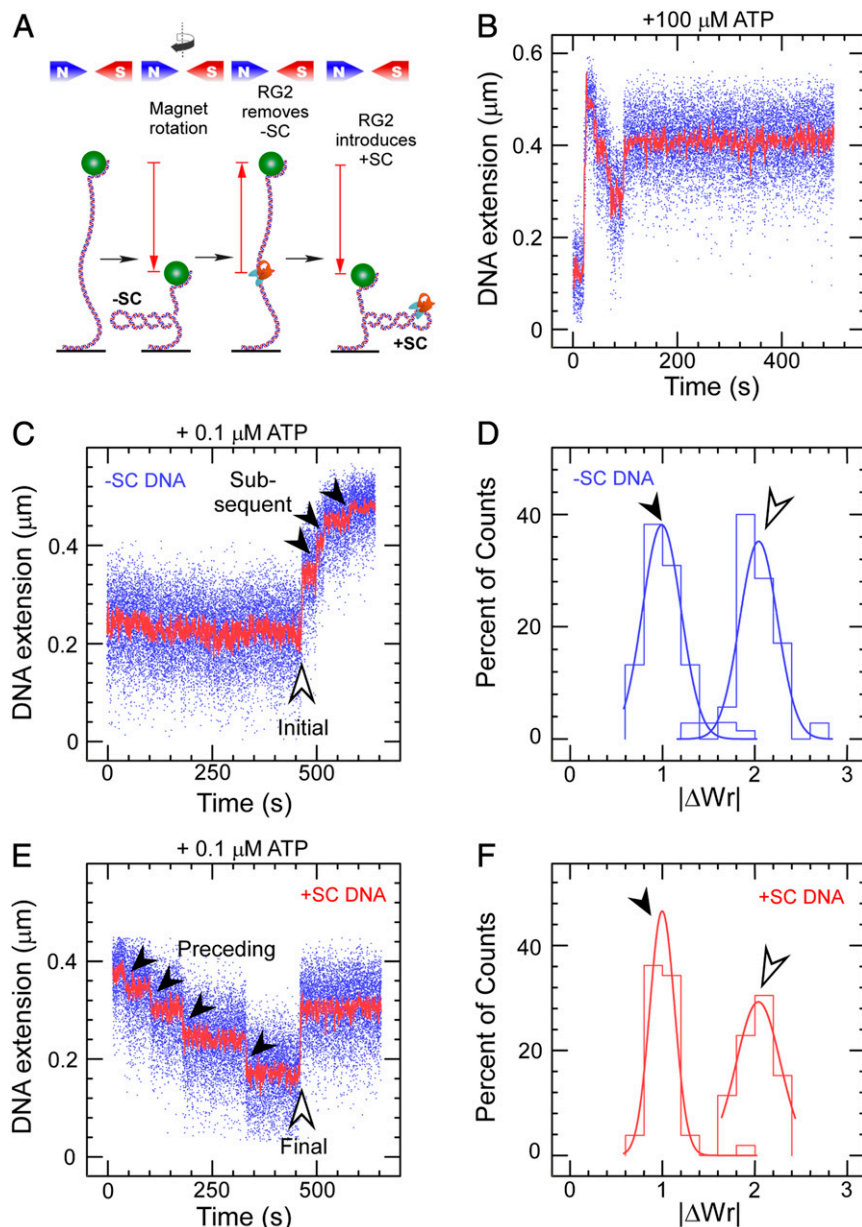 A
N S N S N S N S
Magnet
rotation
RG2
removes
-SC
RG2
introduces
+SC
-SC
+SC
B
+100 μM ATP
DNA extension (μm)
0.6
0.4
0.2
0
0 200 400
Time (s)
C
+ 0.1 μM ATP
-SC DNA
Sub-
sequent
DNA extension (μm)
0.4
0.2
0
Initial
0 250 500
Time (s)
D
-SC DNA
Percent of Counts
40
20
0
0 1 2 3
|ΔWr|
E
+ 0.1 μM ATP
+SC DNA
Preceding
DNA extension (μm)
0.4
0.2
0
Final
0 250 500
Time (s)
F
+SC DNA
Percent of Counts
40
20
0
0 1 2 3
|ΔWr|